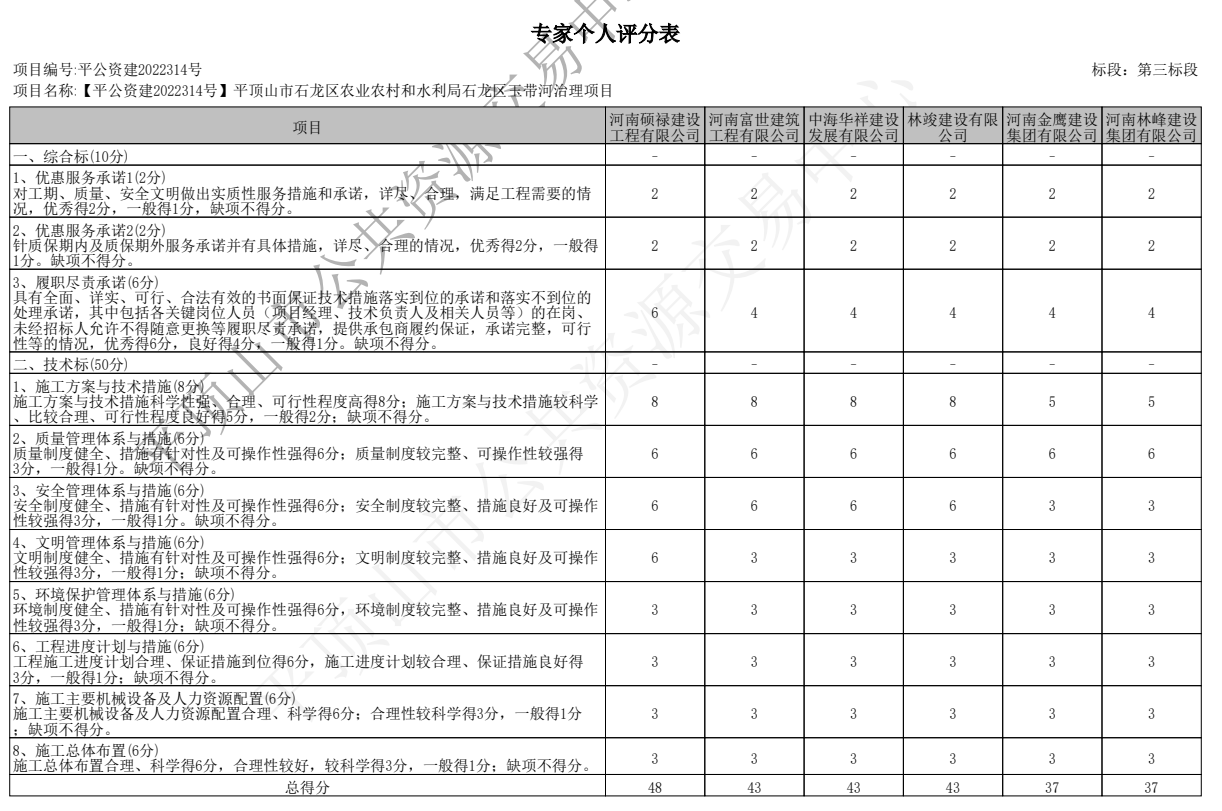 专家个人评分表
项目编号:平公资建2022314号
标段：第三标段
项目名称:【平公资建2022314号】平顶山市石龙区农业农村和水利局石龙区玉带河治理项目
项目 河南硕禄建设工程有限公司 河南富世建筑工程有限公司 中海华祥建设发展有限公司 林竣建设有限公司 河南金鹰建设集团有限公司 河南林峰建设集团有限公司
一、综合标(10分) - - - - - -
1、优惠服务承诺1(2分)
对工期、质量、安全文明做出实质性服务措施和承诺，详尽、合理，满足工程需要的情
况，优秀得2分，一般得1分，缺项不得分。
2 2 2 2 2 2
2、优惠服务承诺2(2分)
针质保期内及质保期外服务承诺并有具体措施，详尽、合理的情况，优秀得2分，一般得
1分。缺项不得分。
2 2 2 2 2 2
3、履职尽责承诺(6分)
具有全面、详实、可行、合法有效的书面保证技术措施落实到位的承诺和落实不到位的
处理承诺，其中包括各关键岗位人员（项目经理、技术负责人及相关人员等）的在岗、
未经招标人允许不得随意更换等履职尽责承诺，提供承包商履约保证，承诺完整，可行
性等的情况，优秀得6分，良好得4分，一般得1分。缺项不得分。
6 4 4 4 4 4
二、技术标(50分) - - - - - -
1、施工方案与技术措施(8分)
施工方案与技术措施科学性强、合理、可行性程度高得8分；施工方案与技术措施较科学
、比较合理、可行性程度良好得5分，一般得2分；缺项不得分。
8 8 8 8 5 5
2、质量管理体系与措施(6分)
质量制度健全、措施有针对性及可操作性强得6分；质量制度较完整、可操作性较强得
3分，一般得1分。缺项不得分。
6 6 6 6 6 6
3、安全管理体系与措施(6分)
安全制度健全、措施有针对性及可操作性强得6分；安全制度较完整、措施良好及可操作
性较强得3分，一般得1分。缺项不得分。
6 6 6 6 3 3
4、文明管理体系与措施(6分)
文明制度健全、措施有针对性及可操作性强得6分；文明制度较完整、措施良好及可操作
性较强得3分，一般得1分；缺项不得分。
6 3 3 3 3 3
5、环境保护管理体系与措施(6分)
环境制度健全、措施有针对性及可操作性强得6分，环境制度较完整、措施良好及可操作
性较强得3分，一般得1分；缺项不得分。
3 3 3 3 3 3
6、工程进度计划与措施(6分)
工程施工进度计划合理、保证措施到位得6分，施工进度计划较合理、保证措施良好得
3分，一般得1分；缺项不得分。
3 3 3 3 3 3
7、施工主要机械设备及人力资源配置(6分)
施工主要机械设备及人力资源配置合理、科学得6分；合理性较科学得3分，一般得1分
；缺项不得分。
3 3 3 3 3 3
8、施工总体布置(6分)
施工总体布置合理、科学得6分，合理性较好，较科学得3分，一般得1分；缺项不得分。
3 3 3 3 3 3
总得分 48 43 43 43 37 37
平顶山市公共资源交易中
平顶山市公共资源交易中心